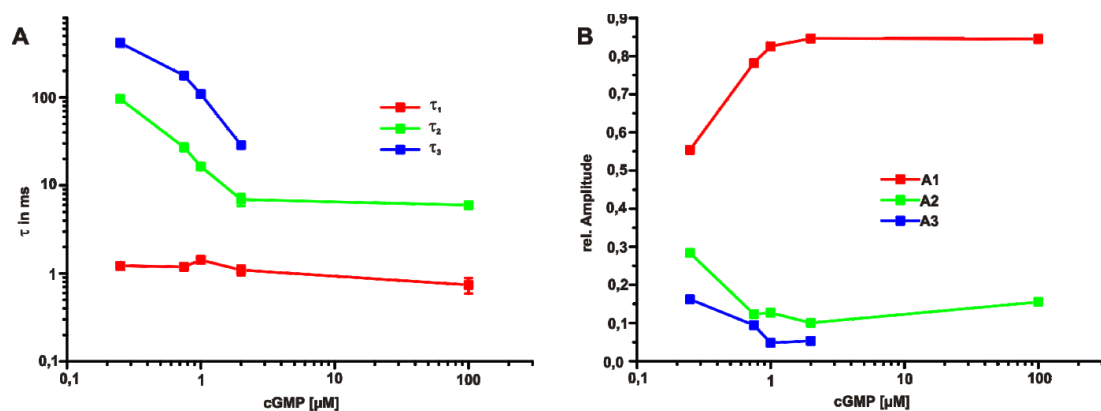 A
τ in ms
100
10
1
0,1
τ₁
τ₂
τ₃
0,1
1
10
100
cGMP [µM]
B
rel. Amplitude
0,9
0,8
0,7
0,6
0,5
0,4
0,3
0,2
0,1
0,0
A1
A2
A3
0,1
1
10
100
cGMP [µM]